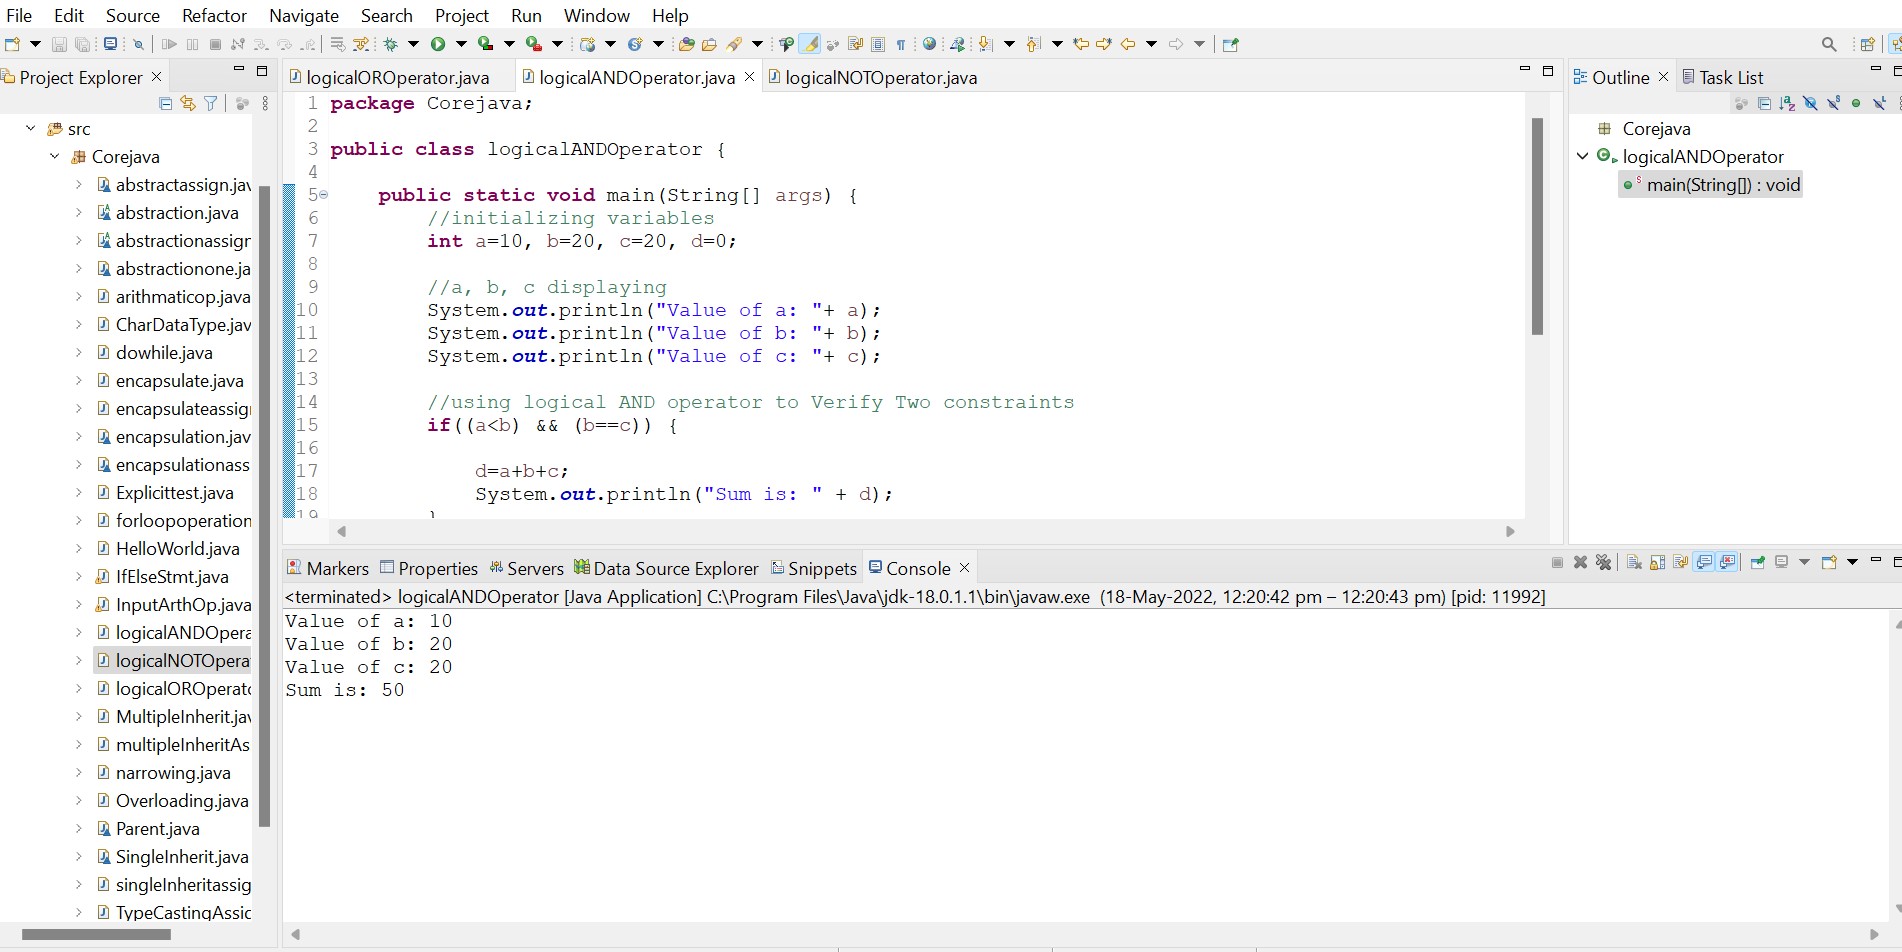 File Edit Source Refactor Navigate Search Project Run Window Help
Project Explorer
src
Corejava
abstractassign.jav
abstraction.java
abstractionassigr
abstractionone.ja
arithmaticop.java
CharDataType.jav
dowhile.java
encapsulate.java
encapsulateassig
encapsulation.jav
encapsulationass
Explicittest.java
forloopoperation
HelloWorld.java
IfElseStmt.java
InputArthOp.java
logicalANDOpera
logicalNOTOpera
logicalOROperato
MultipleInherit.jav
multipleInheritAs
narrowing.java
Overloading.java
Parent.java
SingleInherit.java
singleInheritassig
TypeCastingAssic
logicalOROperator.java logicalANDOperator.java logicalNOTOperator.java
1 package Corejava;
2
3 public class logicalANDOperator {
4
5 public static void main(String[] args) {
6 //initializing variables
7 int a=10, b=20, c=20, d=0;
8
9 //a, b, c displaying
10 System.out.println("Value of a: "+ a);
11 System.out.println("Value of b: "+ b);
12 System.out.println("Value of c: "+ c);
13
14 //using logical AND operator to Verify Two constraints
15 if((a<b) && (b==c)) {
16
17 d=a+b+c;
18 System.out.println("Sum is: " + d);
19 }
Outline Task List
Corejava
logicalANDOperator
main(String[]) : void
Markers Properties Servers Data Source Explorer Snippets Console
<terminated> logicalANDOperator [Java Application] C:\Program Files\Java\jdk-18.0.1.1\bin\javaw.exe (18-May-2022, 12:20:42 pm – 12:20:43 pm) [pid: 11992]
Value of a: 10
Value of b: 20
Value of c: 20
Sum is: 50